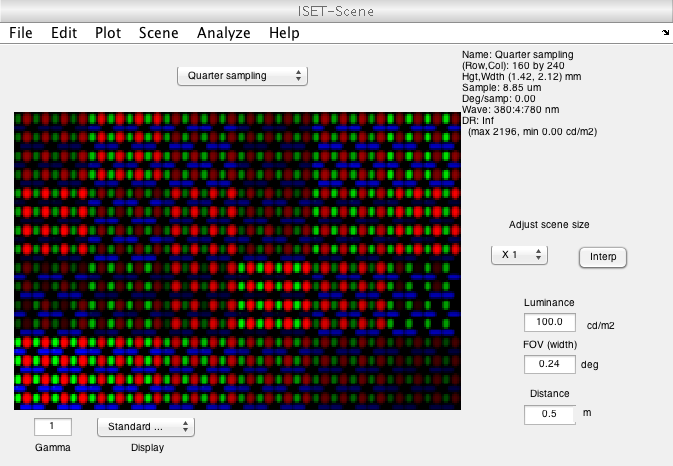 ISET-Scene
File Edit Plot Scene Analyze Help
Quarter sampling
Name: Quarter sampling
(Row,Col): 160 by 240
Hgt,Wdth (1.42, 2.12) mm
Sample: 8.85 um
Deg/samp: 0.00
Wave: 380:4:780 nm
DR: Inf
(max 2196, min 0.00 cd/m2)
Adjust scene size
X 1 Interp
Luminance
100.0 cd/m2
FOV (width)
0.24 deg
Distance
0.5 m
1 Standard ...
Gamma Display